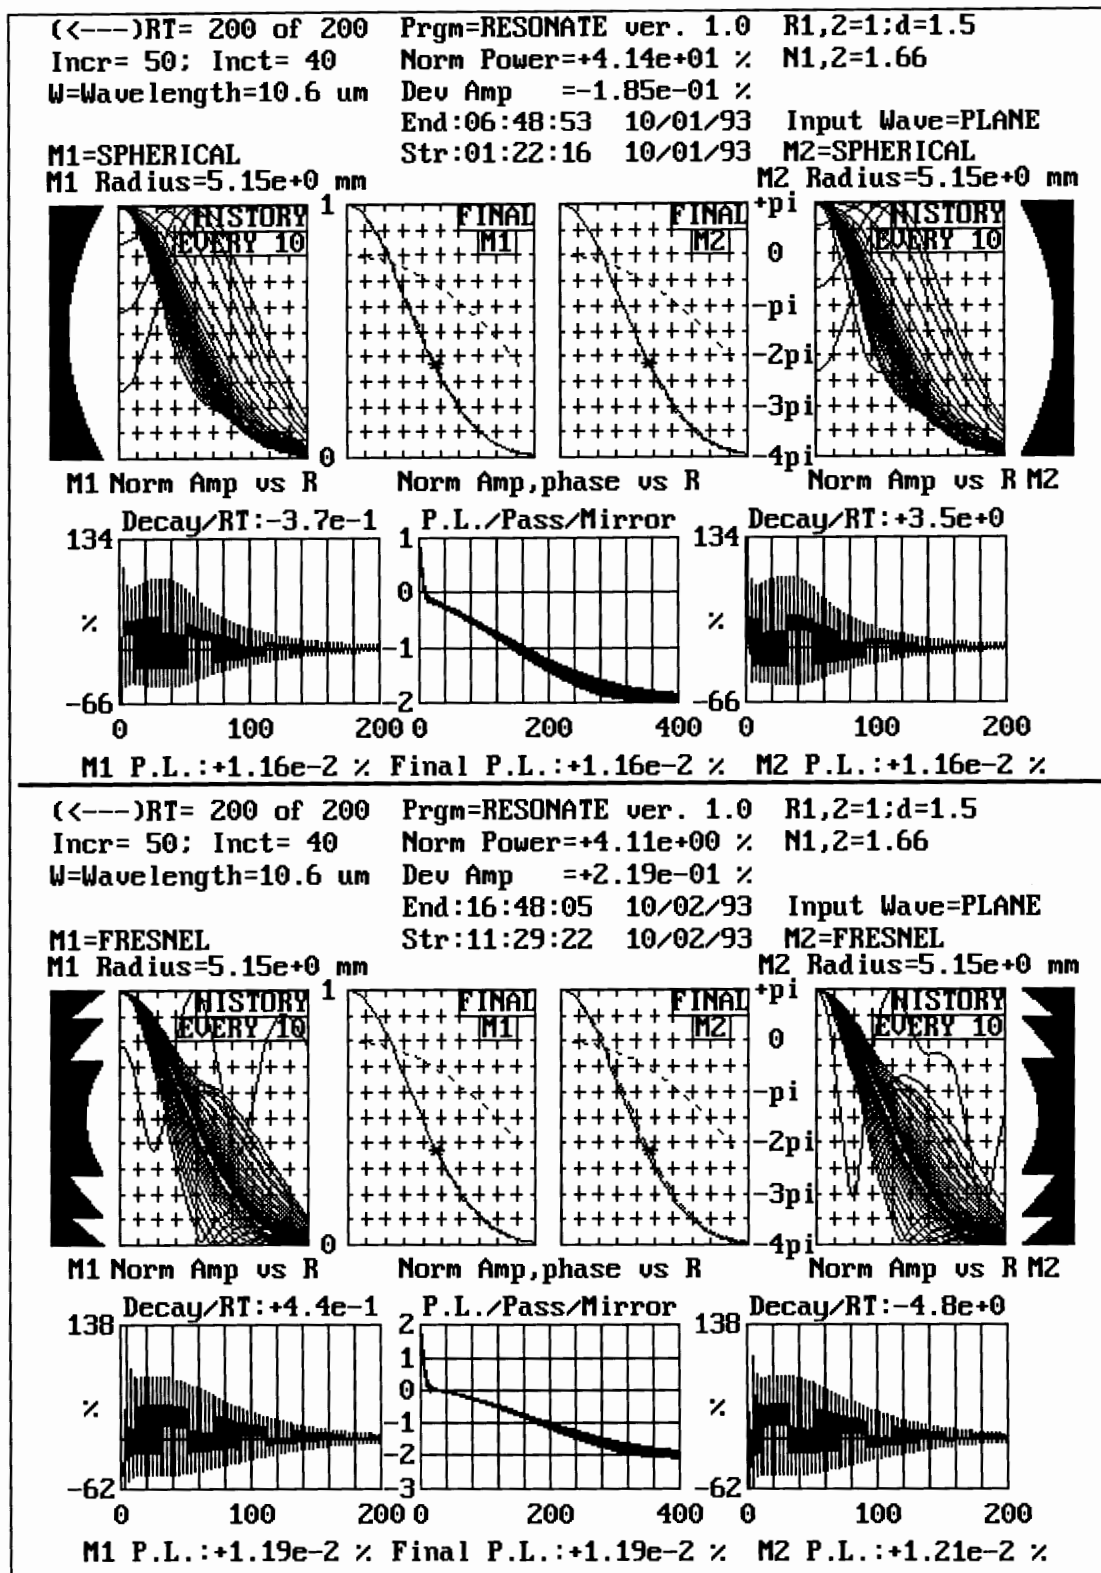 (<---)RT= 200 of 200 Prgm=RESONATE ver. 1.0 R1,2=1;d=1.5
Incr= 50; Inct= 40 Norm Power=+4.14e+01 % N1,2=1.66
W=Wavelength=10.6 um Dev Amp =-1.85e-01 %
End:06:48:53 10/01/93 Input Wave=PLANE
M1=SPHERICAL Str:01:22:16 10/01/93 M2=SPHERICAL
M1 Radius=5.15e+0 mm M2 Radius=5.15e+0 mm
HISTORY 1 FINAL FINAL +pi HISTORY
EVERY 10 M1 M2 0 EVERY 10
-pi
-2pi
-3pi
0 -4pi
M1 Norm Amp vs R Norm Amp,phase vs R Norm Amp vs R M2
Decay/RT:-3.7e-1 P.L./Pass/Mirror Decay/RT:+3.5e+0
134 1 134
0
% %
-1
-66 -2 -66
0 100 200 0 200 400 0 100 200
M1 P.L.:+1.16e-2 % Final P.L.:+1.16e-2 % M2 P.L.:+1.16e-2 %
(<---)RT= 200 of 200 Prgm=RESONATE ver. 1.0 R1,2=1;d=1.5
Incr= 50; Inct= 40 Norm Power=+4.11e+00 % N1,2=1.66
W=Wavelength=10.6 um Dev Amp =+2.19e-01 %
End:16:48:05 10/02/93 Input Wave=PLANE
M1=FRESNEL Str:11:29:22 10/02/93 M2=FRESNEL
M1 Radius=5.15e+0 mm M2 Radius=5.15e+0 mm
HISTORY 1 FINAL FINAL +pi HISTORY
EVERY 10 M1 M2 0 EVERY 10
-pi
-2pi
-3pi
0 -4pi
M1 Norm Amp vs R Norm Amp,phase vs R Norm Amp vs R M2
Decay/RT:+4.4e-1 P.L./Pass/Mirror Decay/RT:-4.8e+0
138 2 138
1
% 0 %
-1
-2
-62 -3 -62
0 100 200 0 200 400 0 100 200
M1 P.L.:+1.19e-2 % Final P.L.:+1.19e-2 % M2 P.L.:+1.21e-2 %